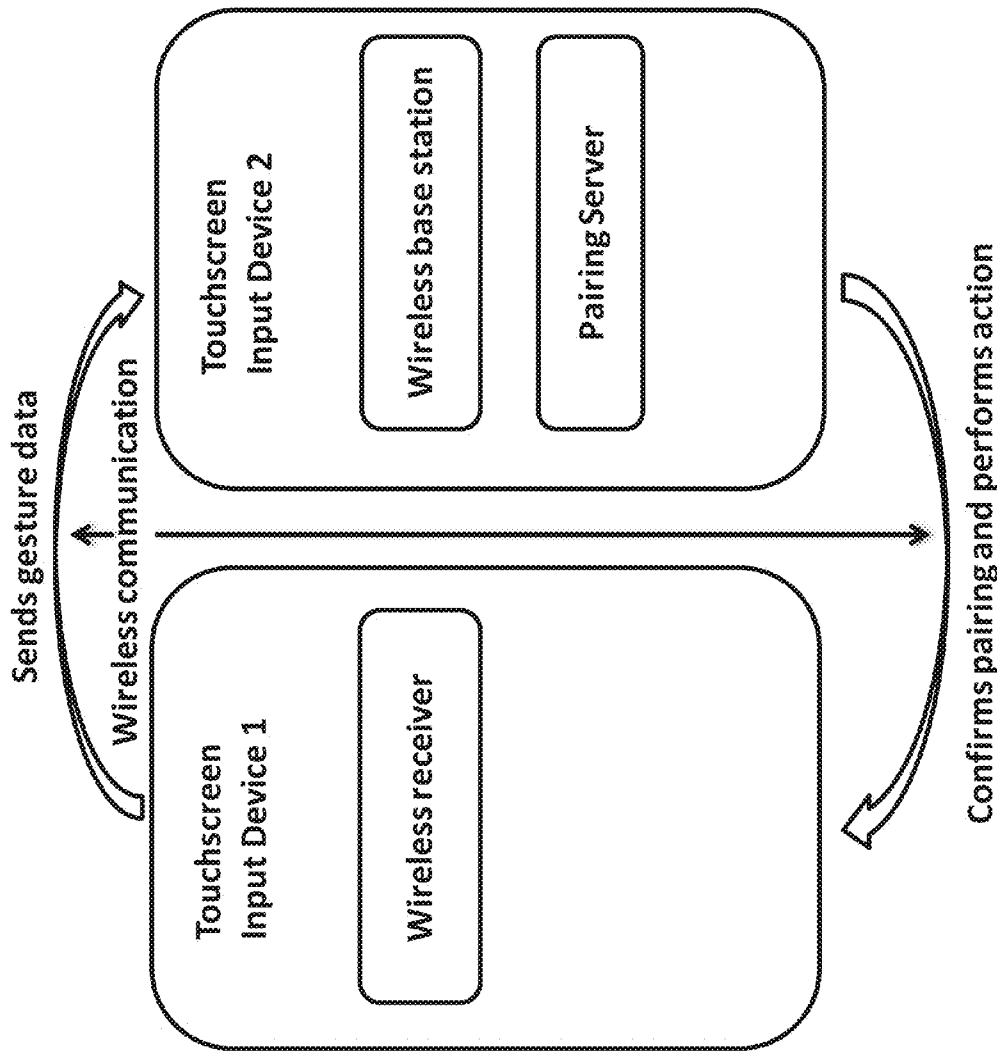 Sends gesture data
Wireless communication
Touchscreen
Input Device 1
Wireless receiver
Touchscreen
Input Device 2
Wireless base station
Pairing Server
Confirms pairing and performs action